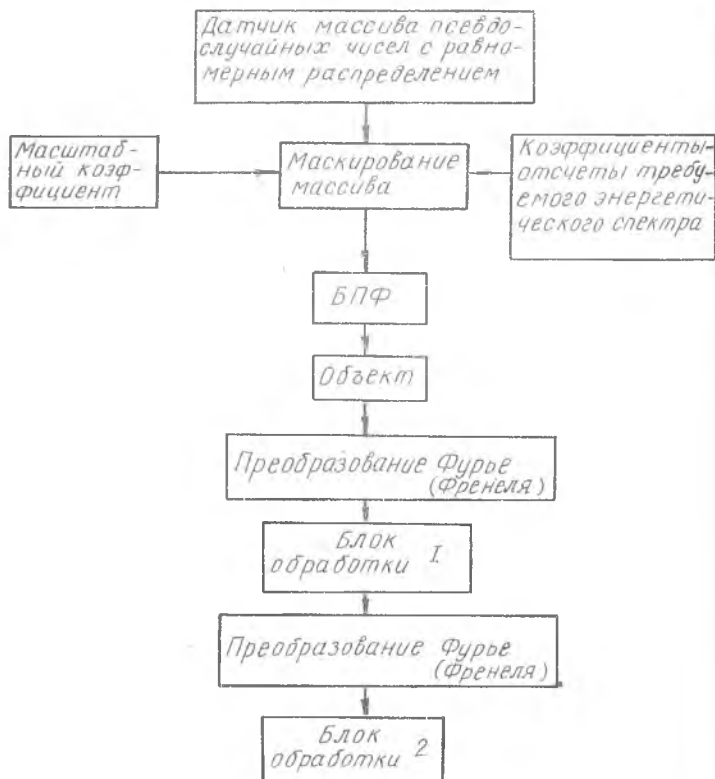 Датчик массива псевдо-
случайных чисел с равно-
мерным распределением
Масштаб-
ный коэф-
фициент
Маскирование
массива
Коэффициенты-
отсчеты требу-
емого энергети-
ческого спектра
БПФ
Объект
Преобразование Фурье
(Френеля)
Блок
обработки I
Преобразование Фурье
(Френеля)
Блок
обработки 2